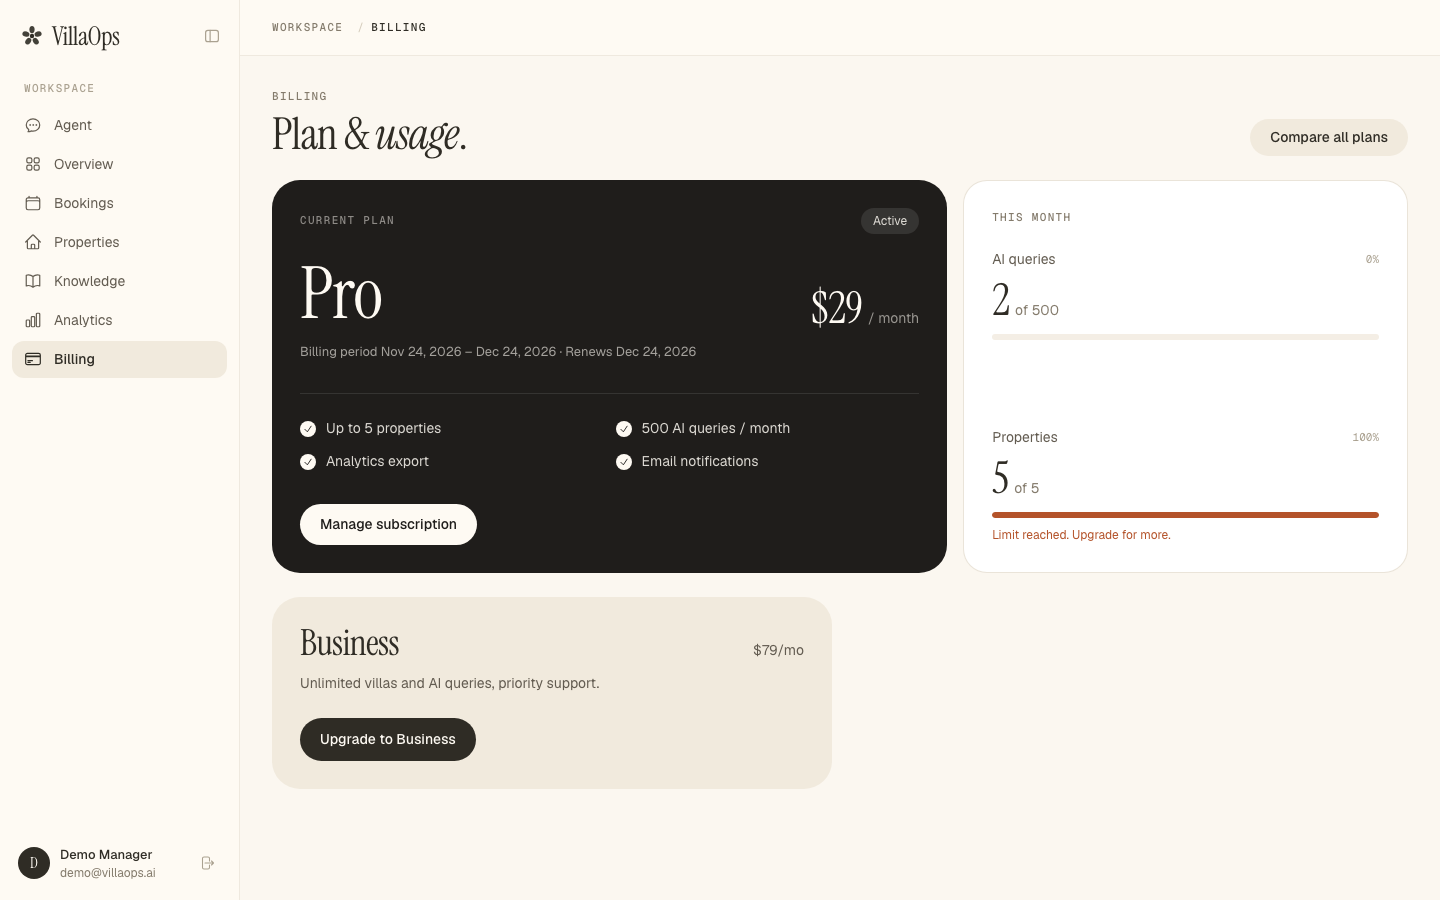 VillaOps
WORKSPACE
Agent
Overview
Bookings
Properties
Knowledge
Analytics
Billing
D
Demo Manager
demo@villaops.ai
WORKSPACE / BILLING
BILLING
Plan & usage.
Compare all plans
CURRENT PLAN
Active
Pro
$29 / month
Billing period Nov 24, 2026 – Dec 24, 2026 · Renews Dec 24, 2026
Up to 5 properties
500 AI queries / month
Analytics export
Email notifications
Manage subscription
THIS MONTH
AI queries
0%
2 of 500
Properties
100%
5 of 5
Limit reached. Upgrade for more.
Business
$79/mo
Unlimited villas and AI queries, priority support.
Upgrade to Business